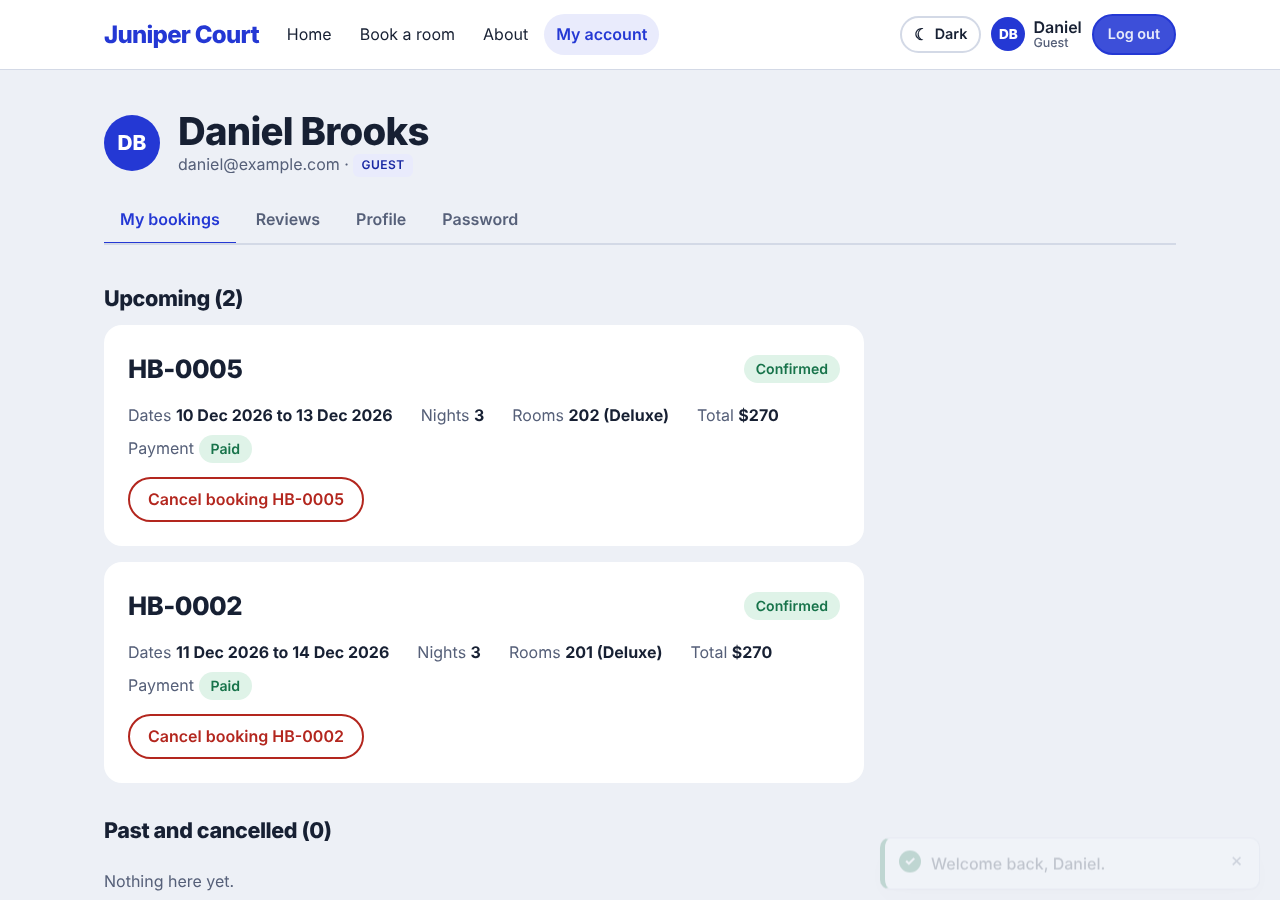 Juniper Court Home Book a room About My account Dark DB Daniel Guest Log out
DB Daniel Brooks
daniel@example.com · GUEST
My bookings Reviews Profile Password
Upcoming (2)
HB-0005 Confirmed
Dates 10 Dec 2026 to 13 Dec 2026 Nights 3 Rooms 202 (Deluxe) Total $270
Payment Paid
Cancel booking HB-0005
HB-0002 Confirmed
Dates 11 Dec 2026 to 14 Dec 2026 Nights 3 Rooms 201 (Deluxe) Total $270
Payment Paid
Cancel booking HB-0002
Past and cancelled (0)
Welcome back, Daniel. ×
Nothing here yet.